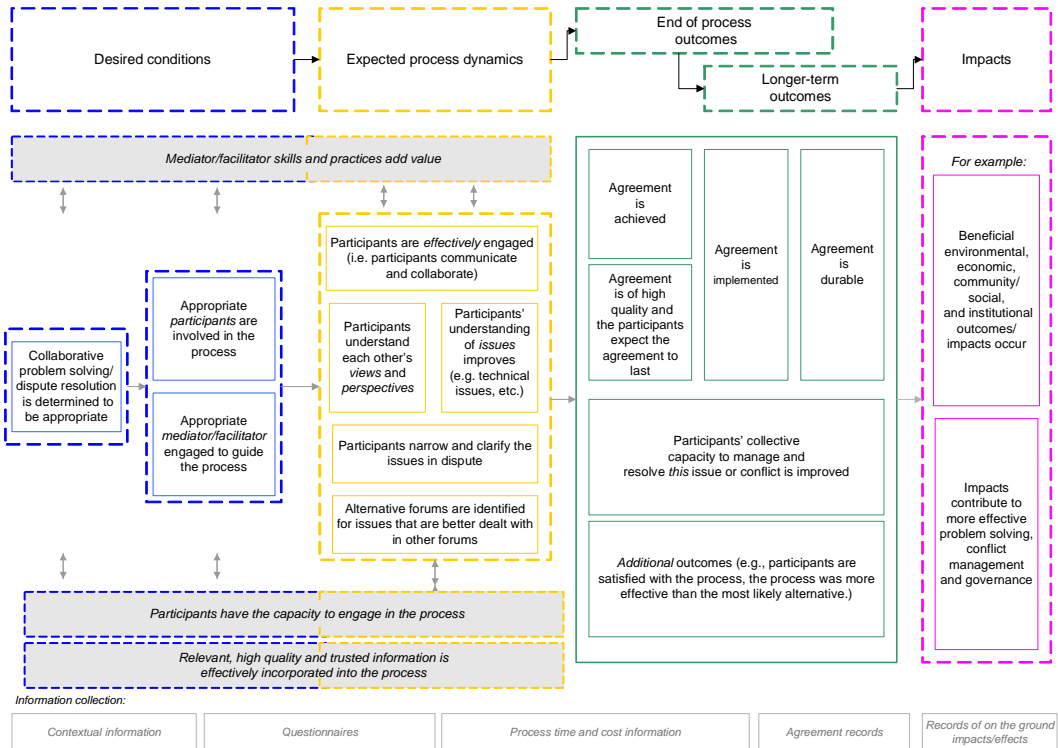 Desired conditions
Expected process dynamics
End of process
outcomes
Longer-term
outcomes
Impacts
Mediator/facilitator skills and practices add value
Collaborative
problem solving/
dispute resolution
is determined to
be appropriate
Appropriate
participants are
involved in the
process
Appropriate
mediator/facilitator
engaged to guide
the process
Participants are effectively engaged
(i.e. participants communicate
and collaborate)
Participants
understand
each other's
views and
perspectives
Participants'
understanding
of issues
improves
(e.g. technical
issues, etc.)
Participants narrow and clarify the
issues in dispute
Alternative forums are identified
for issues that are better dealt with
in other forums
Agreement
is
achieved
Agreement
is of high
quality and
the participants
expect the
agreement to
last
Agreement
is
implemented
Agreement
is
durable
Participants' collective
capacity to manage and
resolve this issue or conflict is improved
Additional outcomes (e.g., participants are
satisfied with the process, the process was more
effective than the most likely alternative.)
For example:
Beneficial
environmental,
economic,
community/
social,
and institutional
outcomes/
impacts occur
Impacts
contribute to
more effective
problem solving,
conflict
management
and governance
Participants have the capacity to engage in the process
Relevant, high quality and trusted information is
effectively incorporated into the process
Information collection:
Contextual information
Questionnaires
Process time and cost information
Agreement records
Records of on the ground
impacts/effects